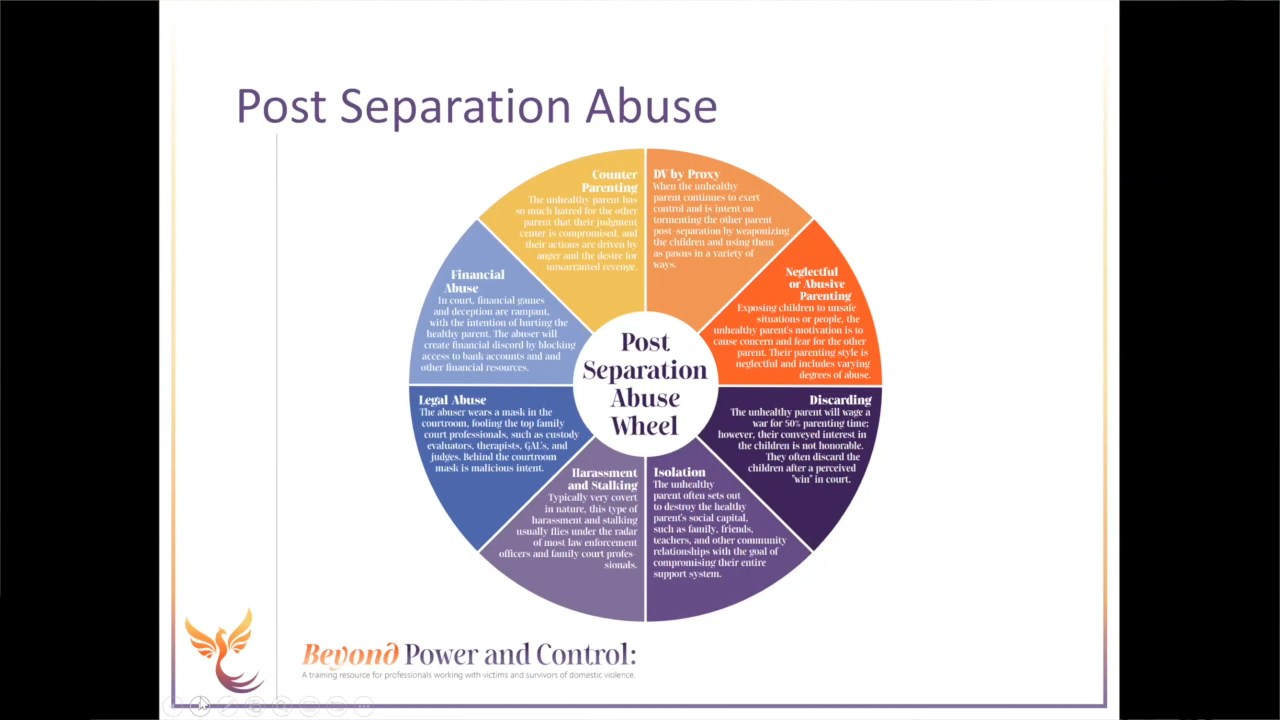 Post Separation Abuse
Counter
Parenting
The unhealthy parent has
so much hatred for the other
parent that their judgment
center is compromised, and
their actions are driven by
anger and the desire for
unwarranted revenge.
DV by Proxy
When the unhealthy
parent continues to exert
control and is intent on
tormenting the other parent
post-separation by weaponizing
the children and using them
as pawns in a variety of
ways.
Neglectful
or Abusive
Parenting
Exposing children to unsafe
situations or people, the
unhealthy parent's motivation is to
cause concern and fear for the other
parent. Their parenting style is
neglectful and includes varying
degrees of abuse.
Discarding
The unhealthy parent will wage a
war for 50% parenting time;
however, their conveyed interest in
the children is not honorable.
They often discard the
children after a perceived
"win" in court.
Isolation
The unhealthy
parent often sets out
to destroy the healthy
parent's social capital,
such as family, friends,
teachers, and other community
relationships with the goal of
compromising their entire
support system.
Harassment
and Stalking
Typically very covert
in nature, this type of
harassment and stalking
usually flies under the radar
of most law enforcement
officers and family court profes-
sionals.
Legal Abuse
The abuser wears a mask in the
courtroom, fooling the top family
court professionals, such as custody
evaluators, therapists, GAL's, and
judges. Behind the courtroom
mask is malicious intent.
Financial
Abuse
In court, financial games
and deception are rampant,
with the intention of hurting the
healthy parent. The abuser will
create financial discord by blocking
access to bank accounts and and
other financial resources.
Post
Separation
Abuse
Wheel
Beyond Power and Control:
A training resource for professionals working with victims and survivors of domestic violence.